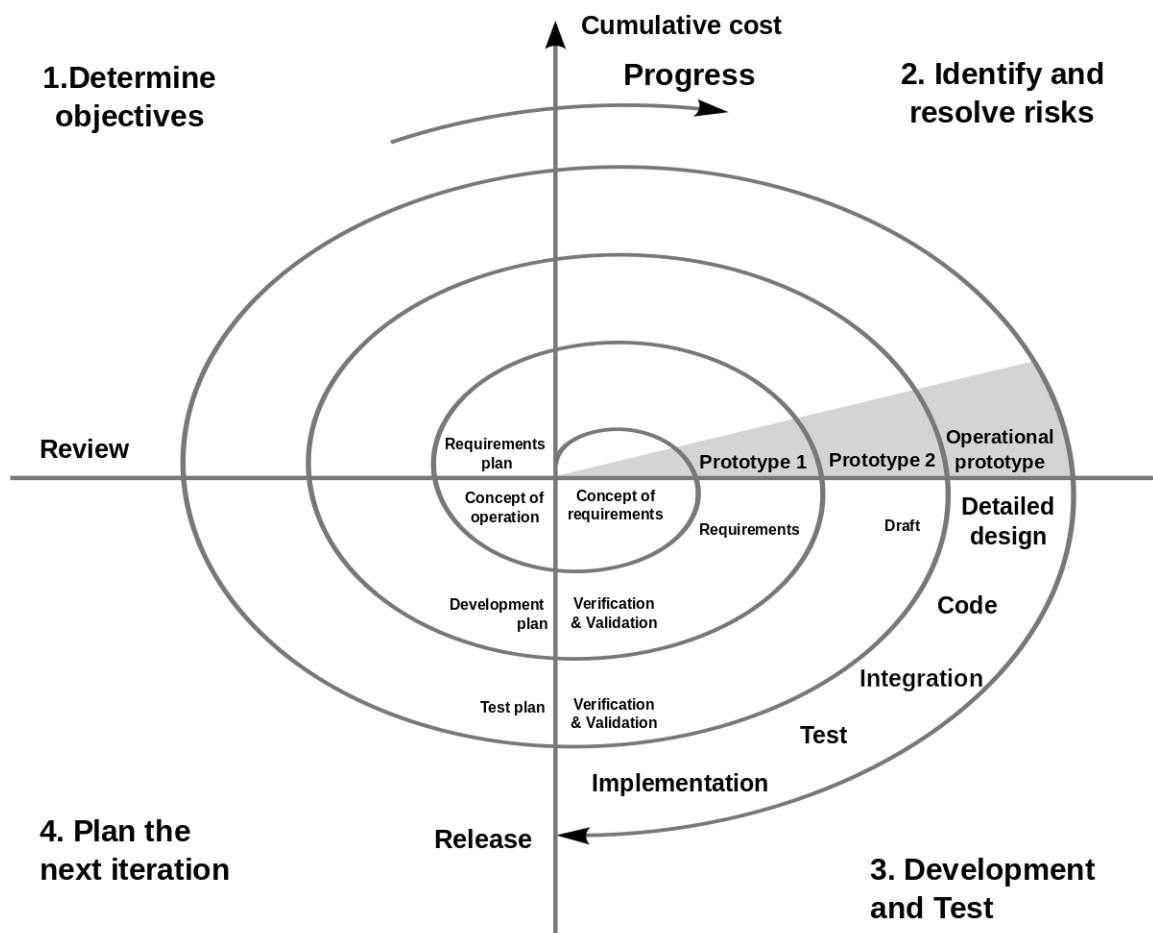 Cumulative cost
Progress
1.Determine
objectives
2. Identify and
resolve risks
Review
Requirements
plan
Prototype 1
Prototype 2
Operational
prototype
Concept of
operation
Concept of
requirements
Requirements
Draft
Detailed
design
Development
plan
Verification
& Validation
Code
Test plan
Verification
& Validation
Integration
Test
Implementation
Release
4. Plan the
next iteration
3. Development
and Test